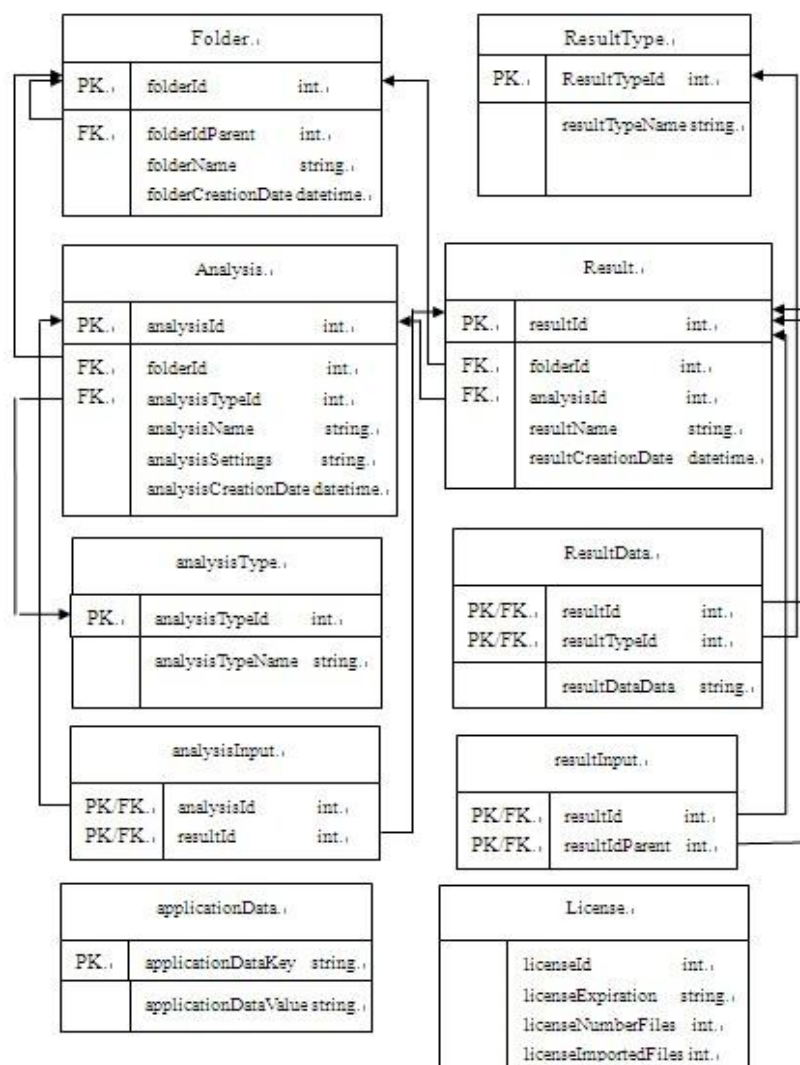 Folder
PK folderId int.
FK folderIdParent int.
folderName string.
folderCreationDate datetime.
ResultType
PK ResultTypeId int.
resultTypeName string.
Analysis
PK analysisId int.
FK folderId int.
FK analysisTypeId int.
analysisName string.
analysisSettings string.
analysisCreationDate datetime.
Result
PK resultId int.
FK folderId int.
FK analysisId int.
resultName string.
resultCreationDate datetime.
analysisType
PK analysisTypeId int.
analysisTypeName string.
ResultData
PK/FK resultId int.
PK/FK resultTypeId int.
resultDataData string.
analysisInput
PK/FK analysisId int.
PK/FK resultId int.
resultInput
PK/FK resultId int.
PK/FK resultIdParent int.
applicationData
PK applicationDataKey string.
applicationDataValue string.
License
licenseId int.
licenseExpiration string.
licenseNumberFiles int.
licenseImportedFiles int.